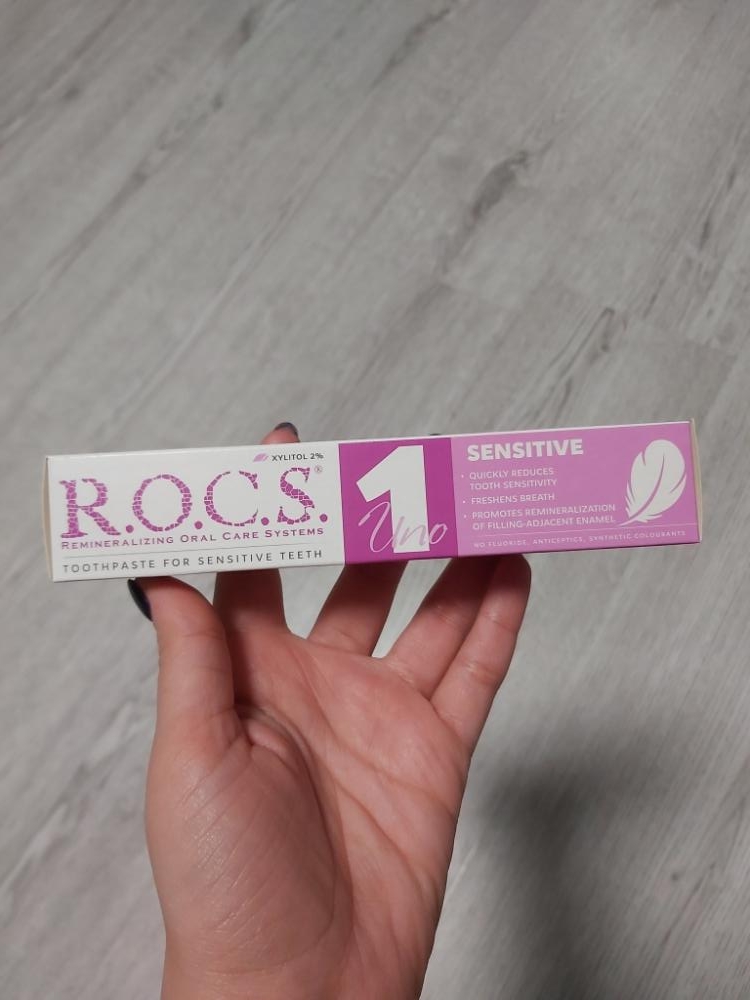 XYLITOL 2%
R.O.C.S.®
REMINERALIZING ORAL CARE SYSTEMS
TOOTHPASTE FOR SENSITIVE TEETH
1
Uno
SENSITIVE
• QUICKLY REDUCES
TOOTH SENSITIVITY
• FRESHENS BREATH
• PROMOTES REMINERALIZATION
OF FILLING-ADJACENT ENAMEL
NO FLUORIDE, ANTICEPTICS, SYNTHETIC COLOURANTS